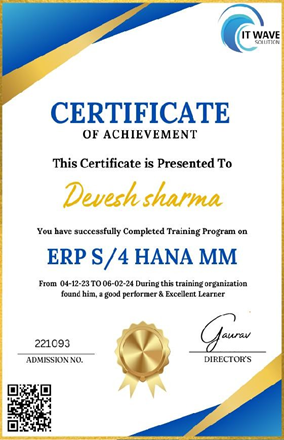 IT WAVE
SOLUTION
CERTIFICATE
OF ACHIEVEMENT
This Certificate is Presented To
Devesh sharma
You have successfully Completed Training Program on
ERP S/4 HANA MM
From 04-12-23 TO 06-02-24 During this training organization
found him, a good performer & Excellent Learner
221093
ADMISSION NO.
Gaurav
DIRECTOR'S